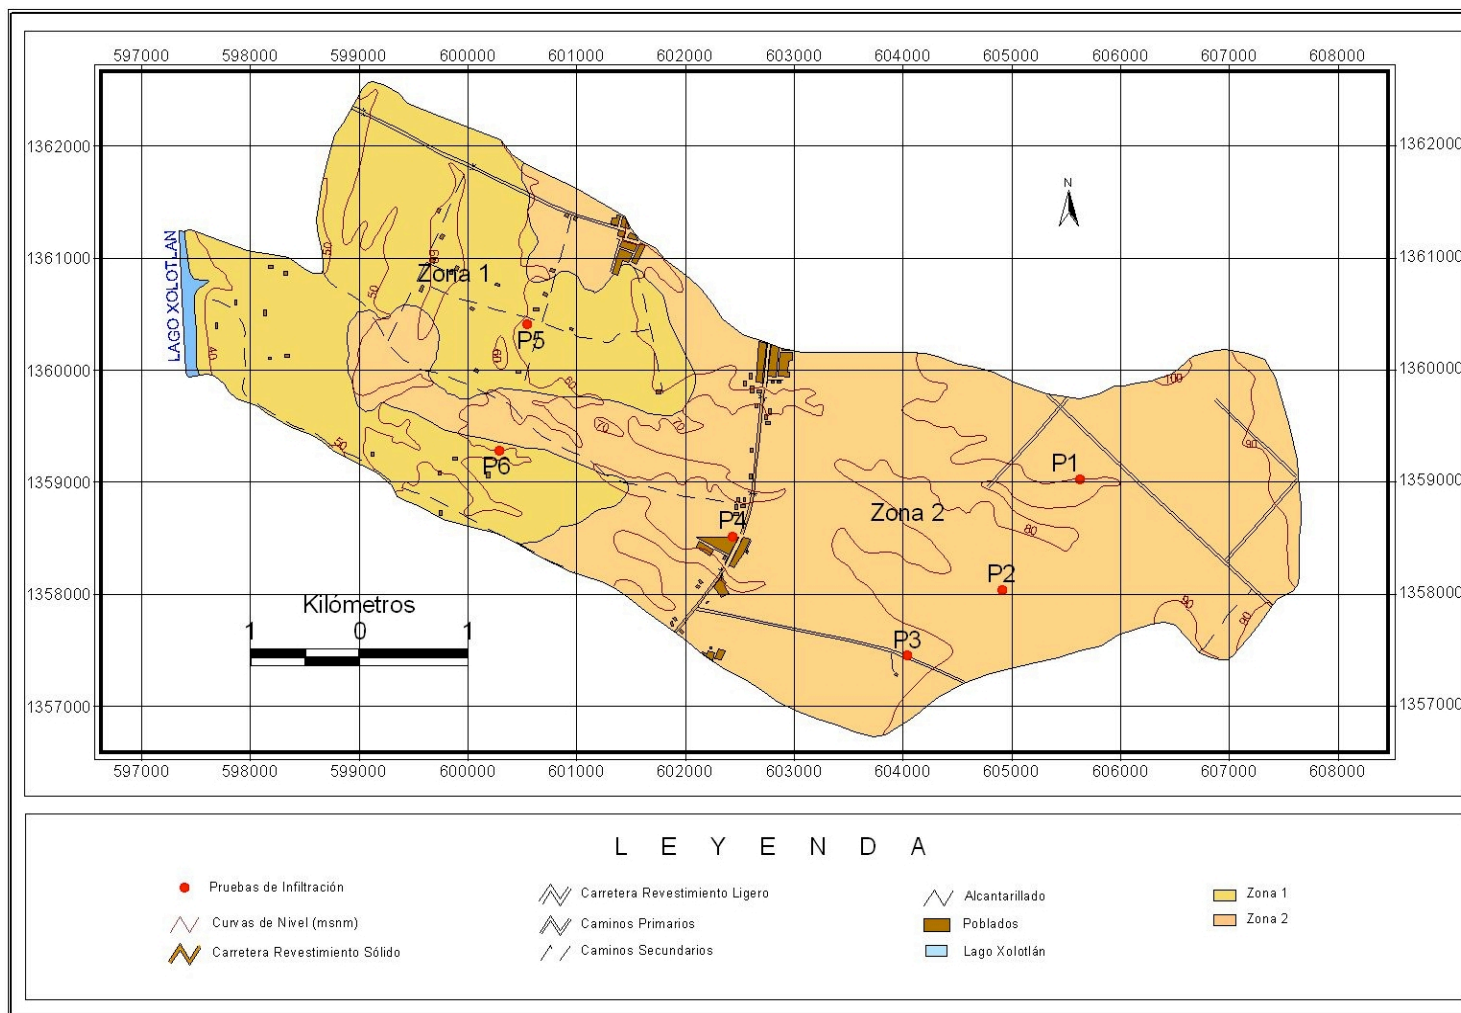 597000 598000 599000 600000 601000 602000 603000 604000 605000 606000 607000 608000
1362000 1362000
N
50
LAGO XOLOTLAN
1361000 1361000
Zona 1
60
50
P5
40
60
1360000 1360000
80
100
70 70
50
90
P6
P1
1359000 1359000
P4
Zona 2
80
P2
1358000 1358000
Kilómetros
1 0 1
90
90
P3
1357000 1357000
597000 598000 599000 600000 601000 602000 603000 604000 605000 606000 607000 608000
L E Y E N D A
Pruebas de Infiltración
Curvas de Nivel (msnm)
Carretera Revestimiento Sólido
Carretera Revestimiento Ligero
Caminos Primarios
Caminos Secundarios
Alcantarillado
Poblados
Lago Xolotlán
Zona 1
Zona 2